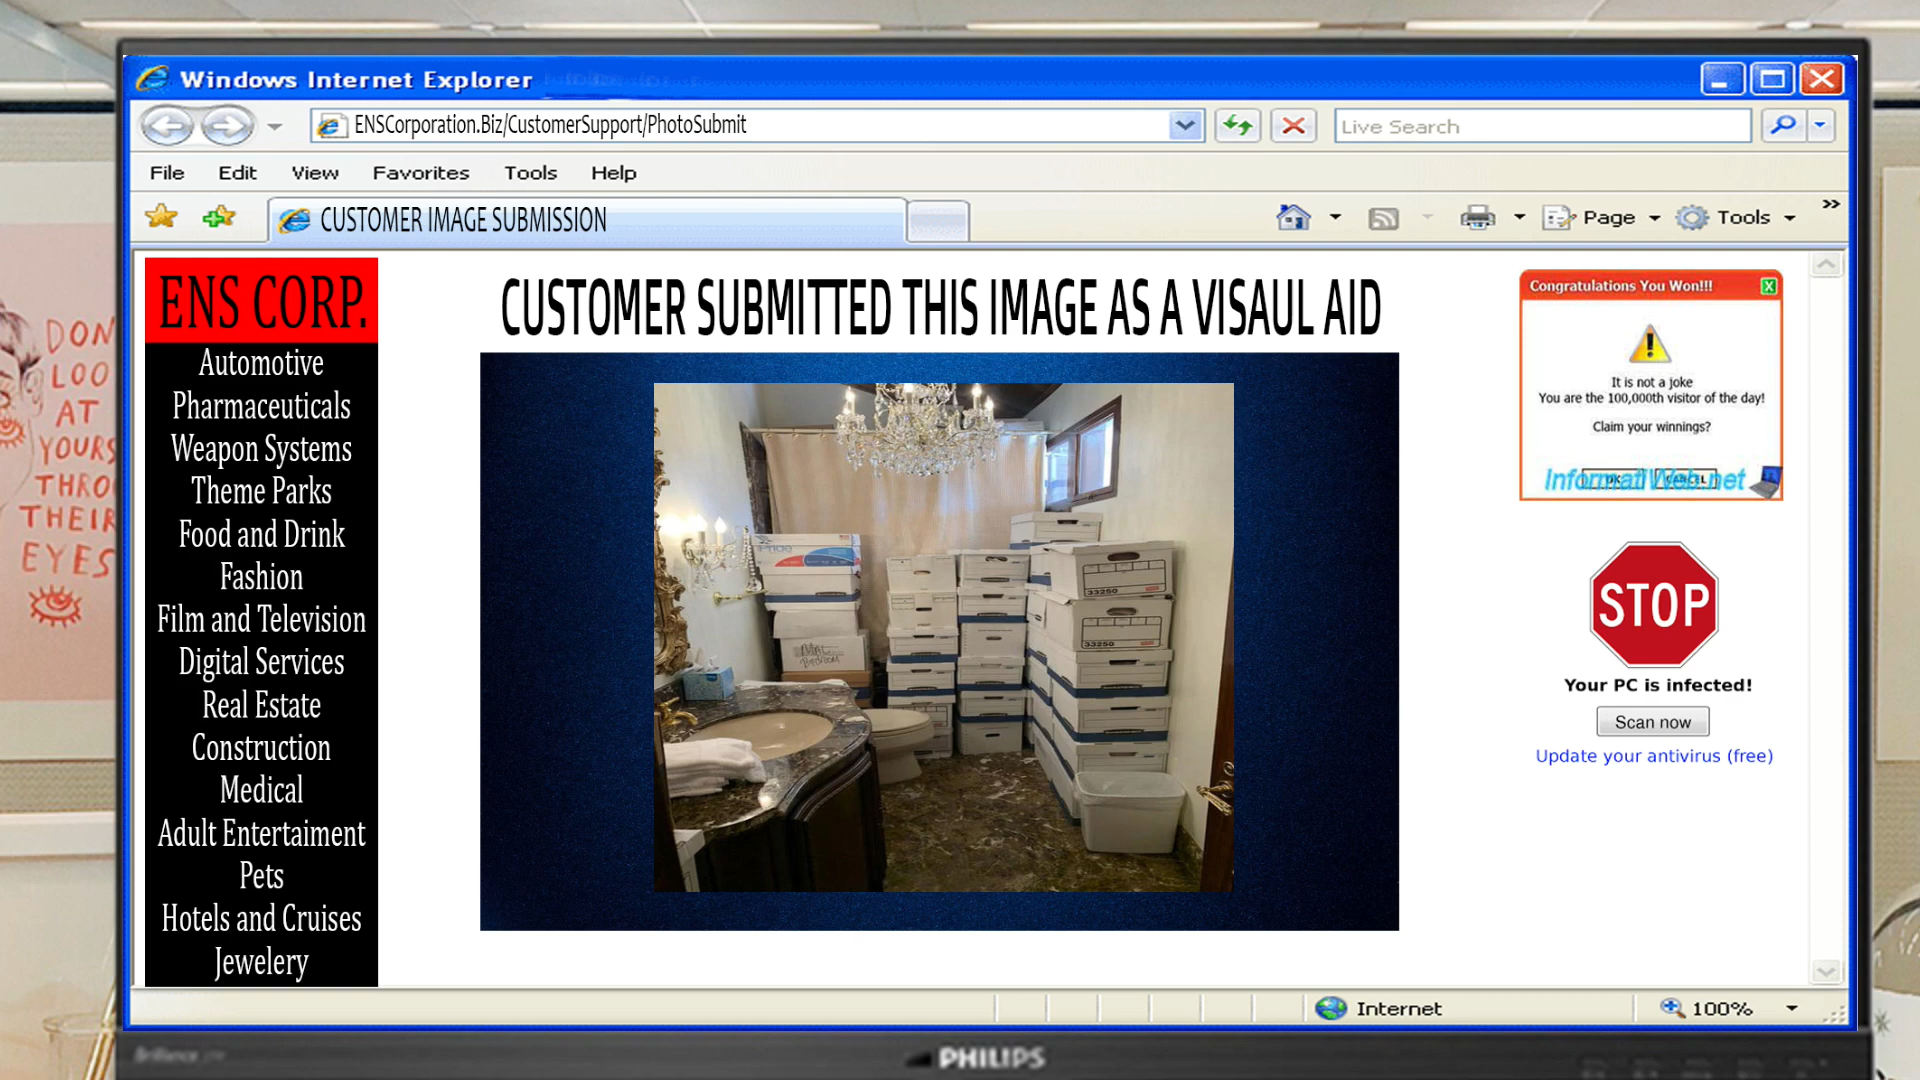 Windows Internet Explorer
ENSCorporation.Biz/CustomerSupport/PhotoSubmit
Live Search
File Edit View Favorites Tools Help
CUSTOMER IMAGE SUBMISSION
Page Tools
ENS CORP.
Automotive
Pharmaceuticals
Weapon Systems
Theme Parks
Food and Drink
Fashion
Film and Television
Digital Services
Real Estate
Construction
Medical
Adult Entertaiment
Pets
Hotels and Cruises
Jewelery
CUSTOMER SUBMITTED THIS IMAGE AS A VISAUL AID
33250
33250
Congratulations You Won!!!
It is not a joke
You are the 100,000th visitor of the day!
Claim your winnings?
InformatiWeb.net
STOP
Your PC is infected!
Scan now
Update your antivirus (free)
Internet
100%
PHILIPS
DON
LOO
AT
YOURS
THRO
THEIR
EYES